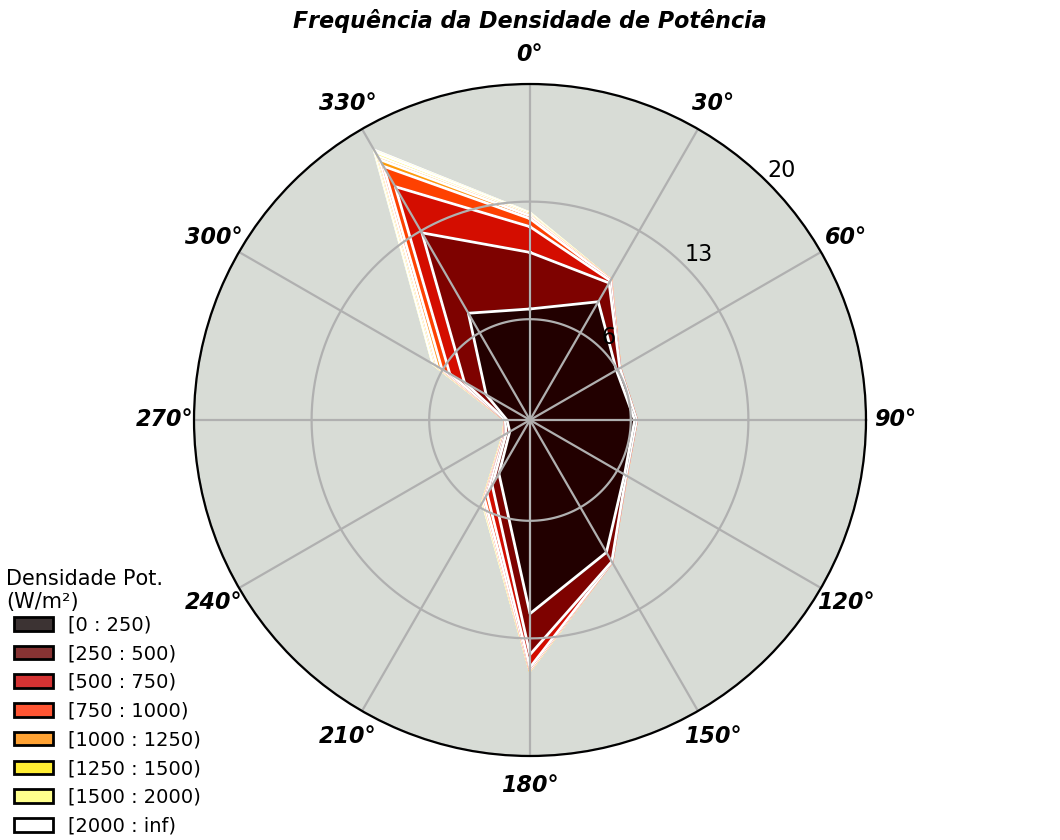 Frequência da Densidade de Potência
0°
330°
30°
20
300°
60°
13
6
270°
90°
240°
120°
210°
150°
180°
Densidade Pot.
(W/m²)
[0 : 250)
[250 : 500)
[500 : 750)
[750 : 1000)
[1000 : 1250)
[1250 : 1500)
[1500 : 2000)
[2000 : inf)